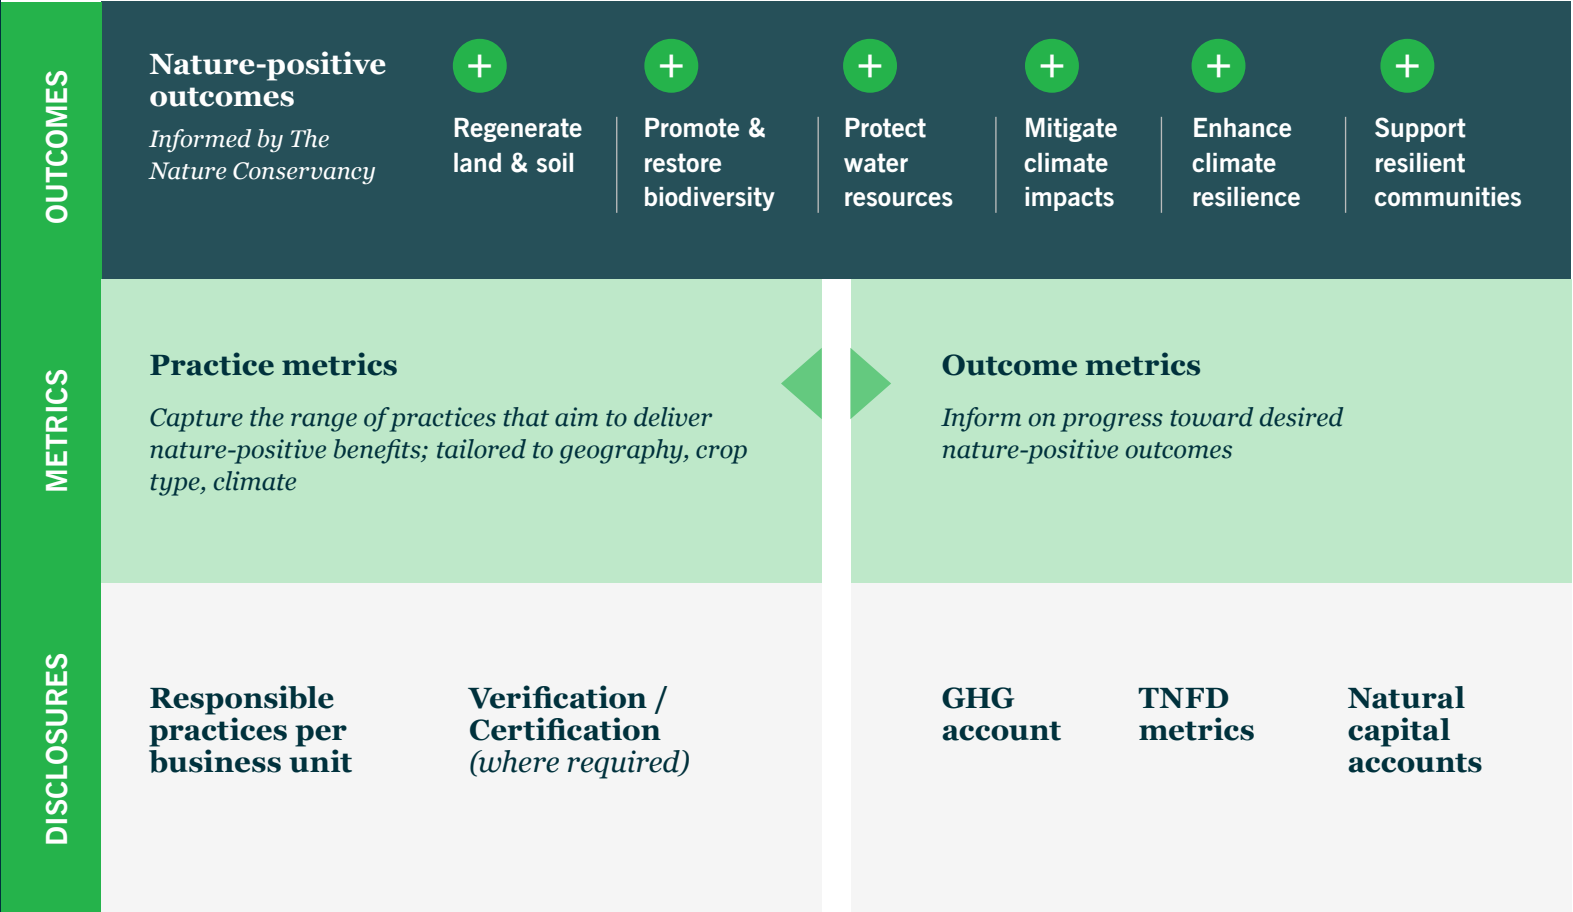 OUTCOMES
Nature-positive
outcomes
Informed by The
Nature Conservancy
+
Regenerate
land & soil
+
Promote &
restore
biodiversity
+
Protect
water
resources
+
Mitigate
climate
impacts
+
Enhance
climate
resilience
+
Support
resilient
communities
METRICS
Practice metrics
Capture the range of practices that aim to deliver
nature-positive benefits; tailored to geography, crop
type, climate
Outcome metrics
Inform on progress toward desired
nature-positive outcomes
DISCLOSURES
Responsible
practices per
business unit
Verification /
Certification
(where required)
GHG
account
TNFD
metrics
Natural
capital
accounts